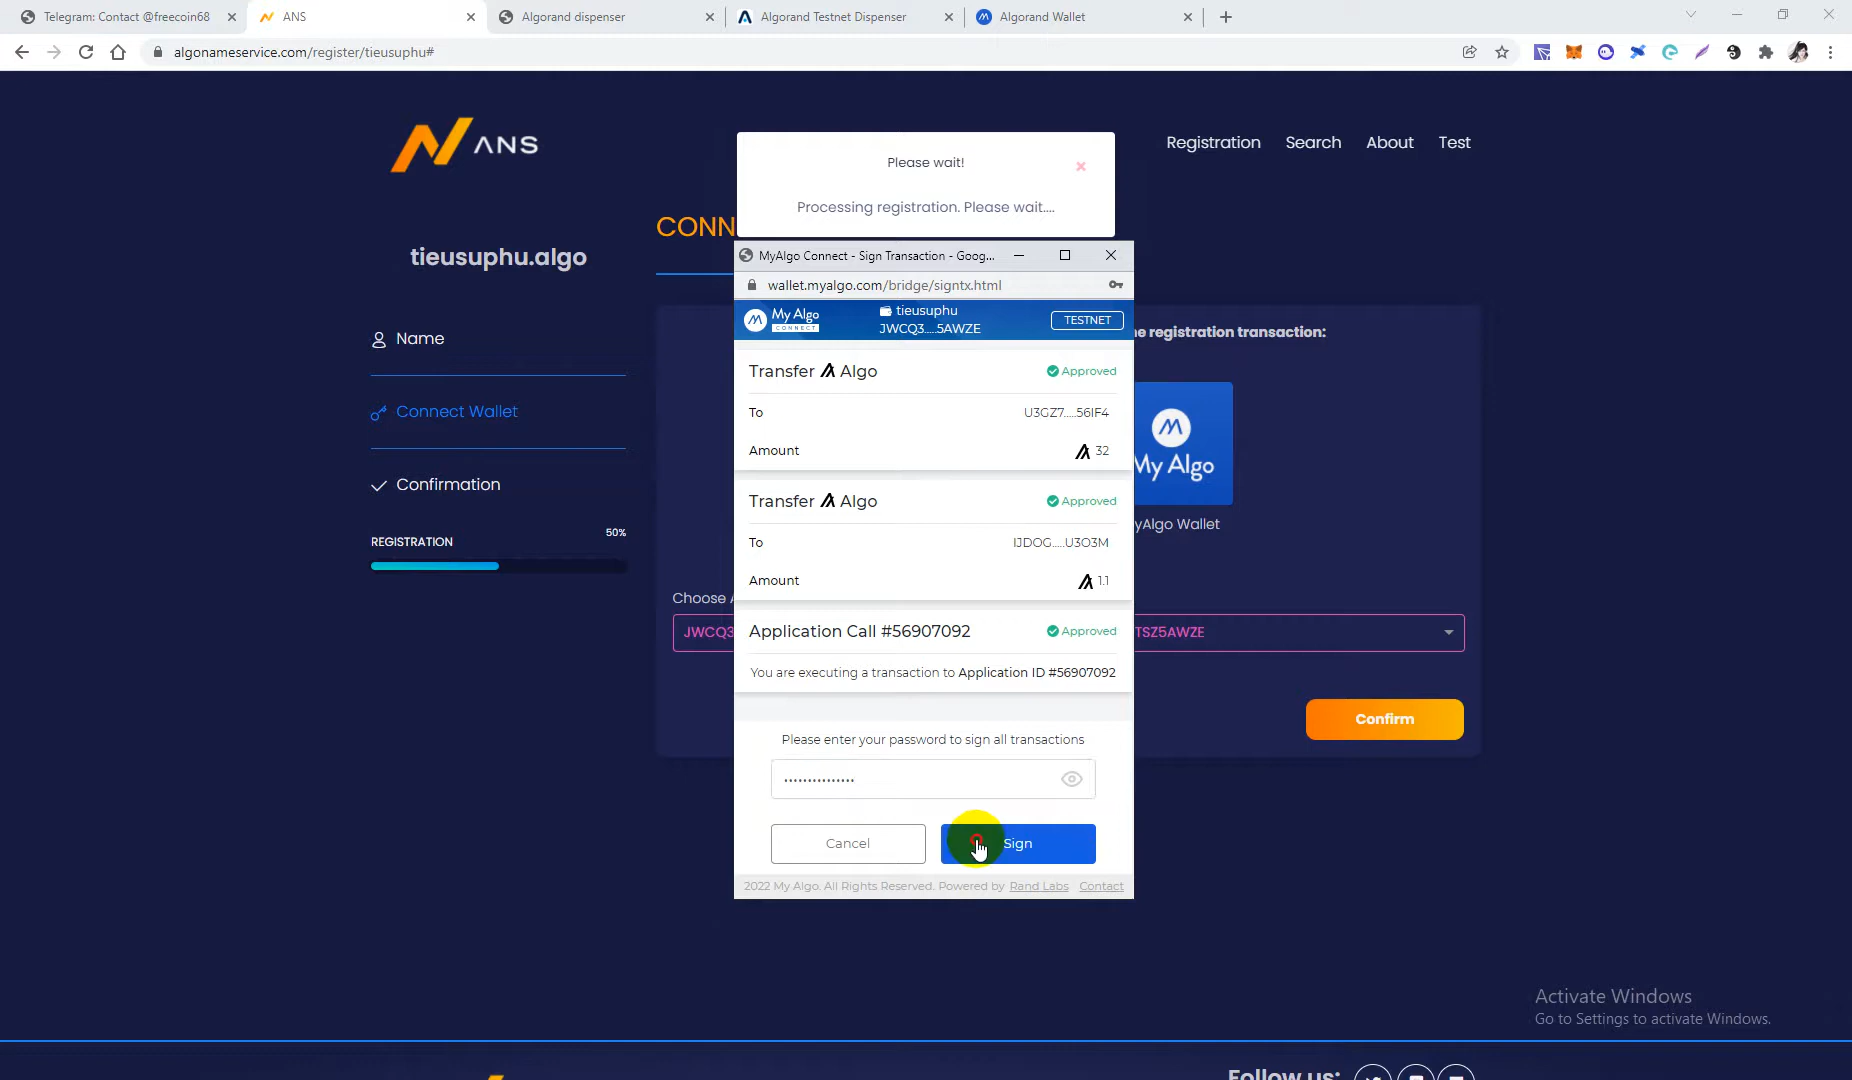 Telegram: Contact @freecoin68
ANS
Algorand dispenser
Algorand Testnet Dispenser
Algorand Wallet
algonameservice.com/register/tieusuphu#
ANS
Registration
Search
About
Test
Please wait!
Processing registration. Please wait....
CONN
tieusuphu.algo
Name
Connect Wallet
Confirmation
REGISTRATION
50%
MyAlgo Connect - Sign Transaction - Goog...
wallet.myalgo.com/bridge/signtx.html
My Algo
CONNECT
tieusuphu
JWCQ3.....5AWZE
TESTNET
Transfer Algo
Approved
To
U3GZ7.....56IF4
Amount
32
Transfer Algo
Approved
To
IJDOG.....U3O3M
Amount
1.1
Application Call #56907092
Approved
You are executing a transaction to Application ID #56907092
Please enter your password to sign all transactions
Cancel
Sign
2022 My Algo. All Rights Reserved. Powered by Rand Labs Contact
e registration transaction:
My Algo
yAlgo Wallet
Choose
JWCQ3
TSZ5AWZE
Confirm
Activate Windows
Go to Settings to activate Windows.
Follow us: